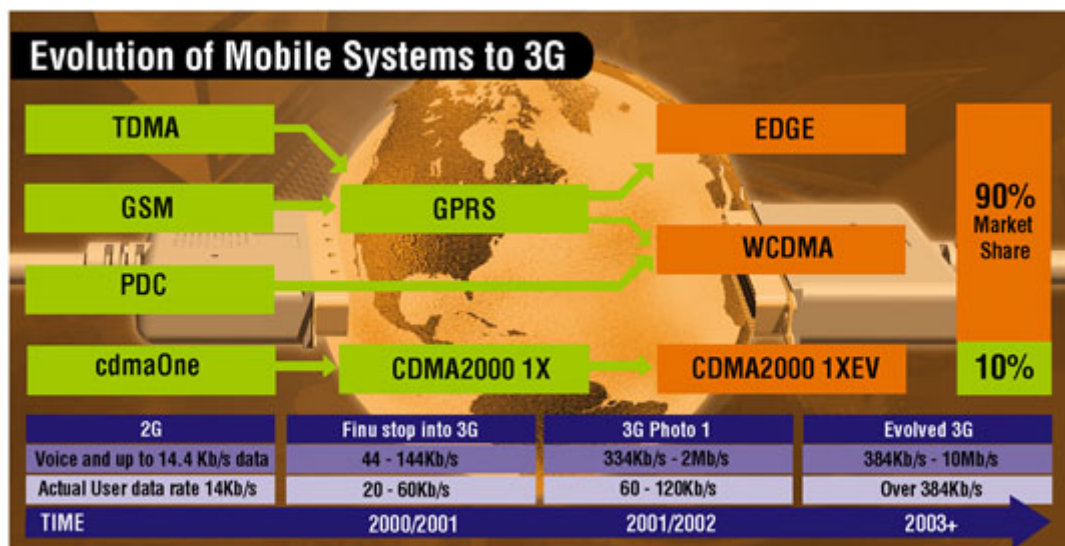 Evolution of Mobile Systems to 3G
TDMA
EDGE
GSM
GPRS
90%
Market
Share
WCDMA
PDC
cdmaOne
CDMA2000 1X
CDMA2000 1XEV
10%
2G
Finu stop into 3G
3G Photo 1
Evolved 3G
Voice and up to 14.4 Kb/s data
44 - 144Kb/s
334Kb/s - 2Mb/s
384Kb/s - 10Mb/s
Actual User data rate 14Kb/s
20 - 60Kb/s
60 - 120Kb/s
Over 384Kb/s
TIME
2000/2001
2001/2002
2003+